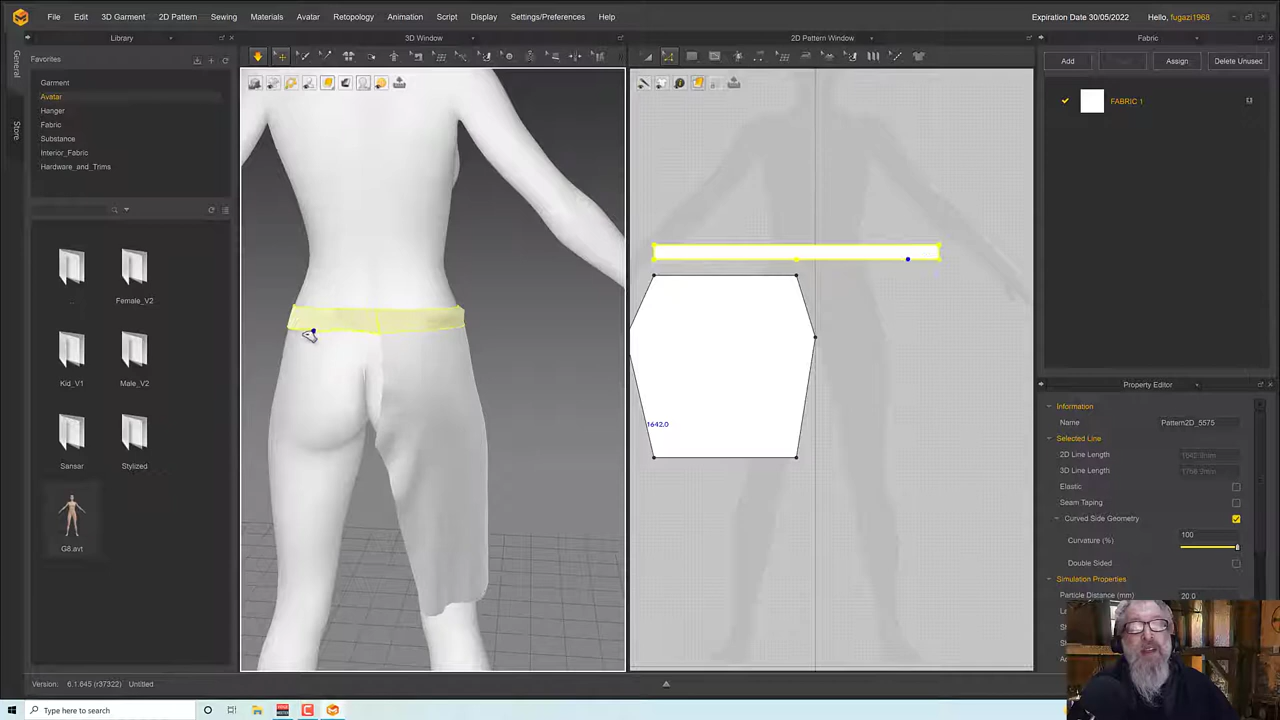 File Edit 3D Garment 2D Pattern Sewing Materials Avatar Retopology Animation Script Display Settings/Preferences Help
Expiration Date 30/05/2022 Hello, fugazi1968
Library
3D Window
2D Pattern Window
Fabric
General
Store
Favorites
Garment
Avatar
Hanger
Fabric
Substance
Interior_Fabric
Hardware_and_Trims
..
Female_V2
Kid_V1
Male_V2
Sansar
Stylized
G8.avt
1642.0
Add
Assign
Delete Unused
FABRIC 1
Property Editor
Information
Name Pattern2D_5575
Selected Line
2D Line Length 1642.9mm
3D Line Length
Elastic
Seam Taping
Curved Side Geometry
Curvature (%) 100
Double Sided
Simulation Properties
Particle Distance (mm) 20.0
Version: 6.1.645 (r37322) Untitled
Type here to search